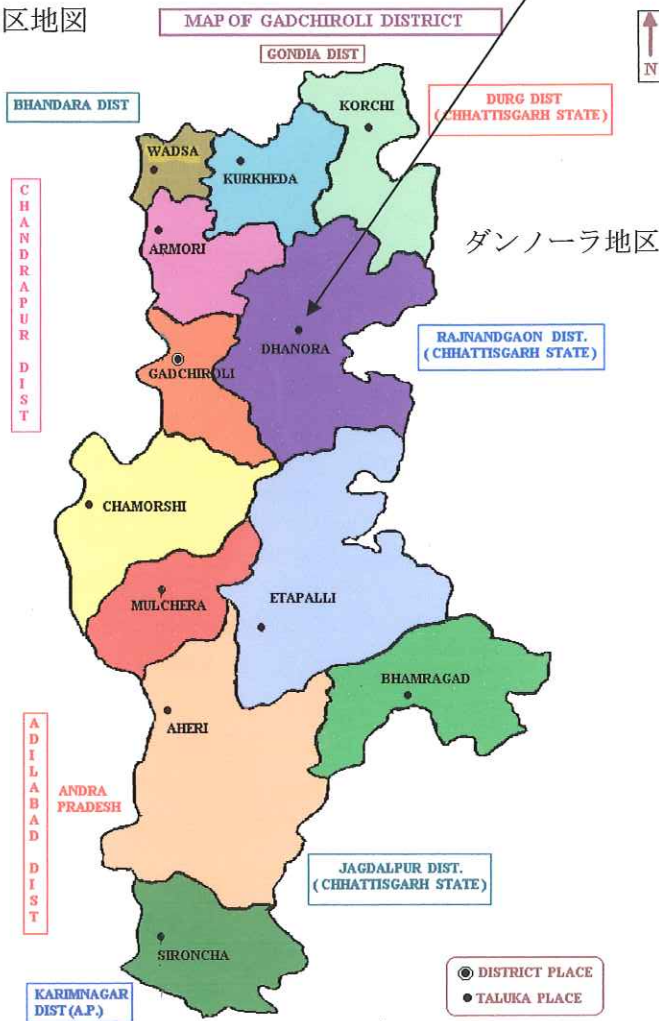 区地図
MAP OF GADCHIROLI DISTRICT
N
GONDIA DIST
BHANDARA DIST
DURG DIST
(CHHATTISGARH STATE)
KORCHI
WADSA
KURKHEDA
CHANDRAPUR DIST
ARMORI
ダンノーラ地区
DHANORA
RAJNANDGAON DIST.
(CHHATTISGARH STATE)
GADCHIROLI
CHAMORSHI
MULCHERA
ETAPALLI
BHAMRAGAD
AHERI
ADILABAD DIST
ANDRA
PRADESH
JAGDALPUR DIST.
(CHHATTISGARH STATE)
SIRONCHA
DISTRICT PLACE
TALUKA PLACE
KARIMNAGAR
DIST (A.P.)